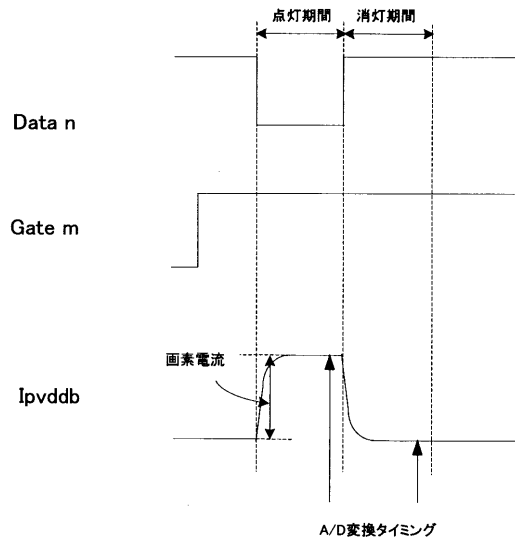 点灯期間 消灯期間
Data n
Gate m
画素電流
Ipvddb
A/D変換タイミング